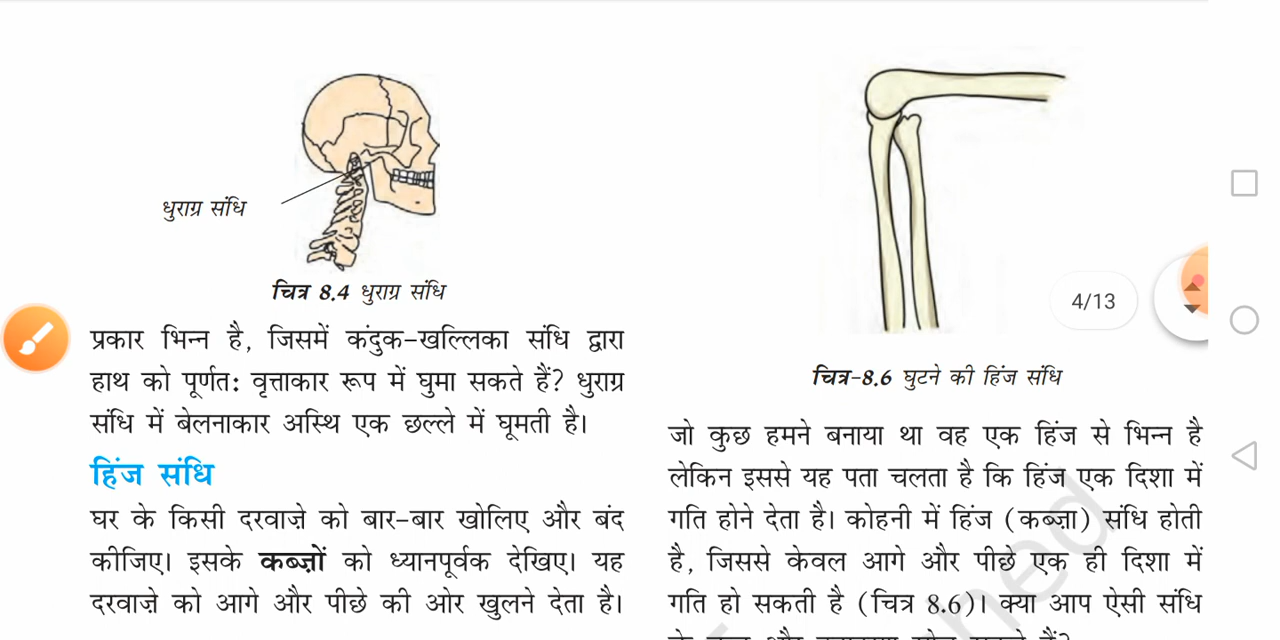 धुराग्र संधि
चित्र 8.4 धुराग्र संधि
प्रकार भिन्न है, जिसमें कंदुक-खल्लिका संधि द्वारा
हाथ को पूर्णत: वृत्ताकार रूप में घुमा सकते हैं? धुराग्र
संधि में बेलनाकार अस्थि एक छल्ले में घूमती है।
हिंज संधि
घर के किसी दरवाज़े को बार-बार खोलिए और बंद
कीजिए। इसके कब्ज़ों को ध्यानपूर्वक देखिए। यह
दरवाज़े को आगे और पीछे की ओर खुलने देता है।
4/13
चित्र-8.6 घुटने की हिंज संधि
जो कुछ हमने बनाया था वह एक हिंज से भिन्न है
लेकिन इससे यह पता चलता है कि हिंज एक दिशा में
गति होने देता है। कोहनी में हिंज (कब्ज़ा) संधि होती
है, जिससे केवल आगे और पीछे एक ही दिशा में
गति हो सकती है (चित्र 8.6)। क्या आप ऐसी संधि